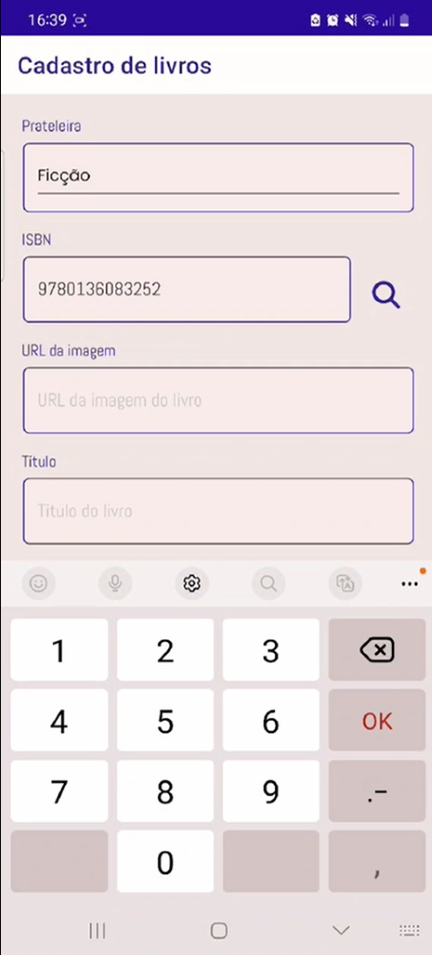 16:39
Cadastro de livros
Prateleira
Ficção
ISBN
9780136083252
URL da imagem
URL da imagem do livro
Título
Título do livro
1 2 3
4 5 6 OK
7 8 9 .-
0 ,